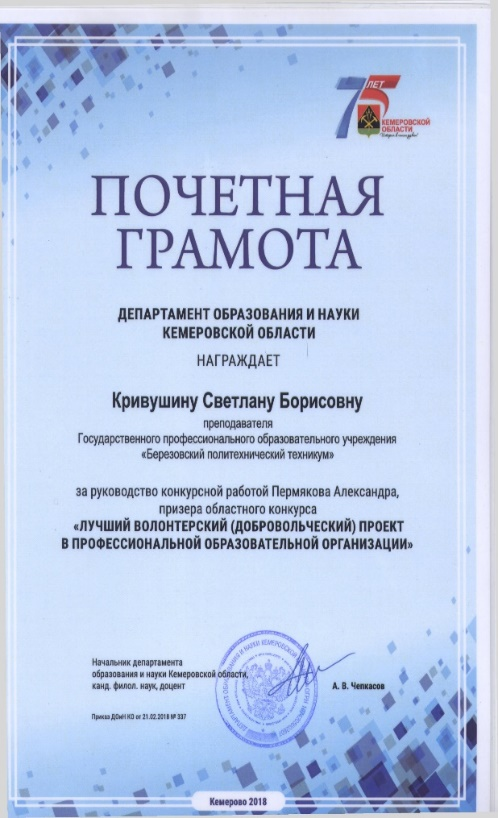 75 ЛЕТ
КЕМЕРОВСКОЙ
ОБЛАСТИ
ПОЧЕТНАЯ
ГРАМОТА
ДЕПАРТАМЕНТ ОБРАЗОВАНИЯ И НАУКИ
КЕМЕРОВСКОЙ ОБЛАСТИ
НАГРАЖДАЕТ
Кривушину Светлану Борисовну
преподавателя
Государственного профессионального образовательного учреждения
«Березовский политехнический техникум»
за руководство конкурсной работой Пермякова Александра,
призера областного конкурса
«ЛУЧШИЙ ВОЛОНТЕРСКИЙ (ДОБРОВОЛЬЧЕСКИЙ) ПРОЕКТ
В ПРОФЕССИОНАЛЬНОЙ ОБРАЗОВАТЕЛЬНОЙ ОРГАНИЗАЦИИ»
Начальник департамента
образования и науки Кемеровской области,
канд. филол. наук, доцент
А. В. Чепкасов
Приказ ДОиН КО от 21.02.2018 № 337
Кемерово 2018